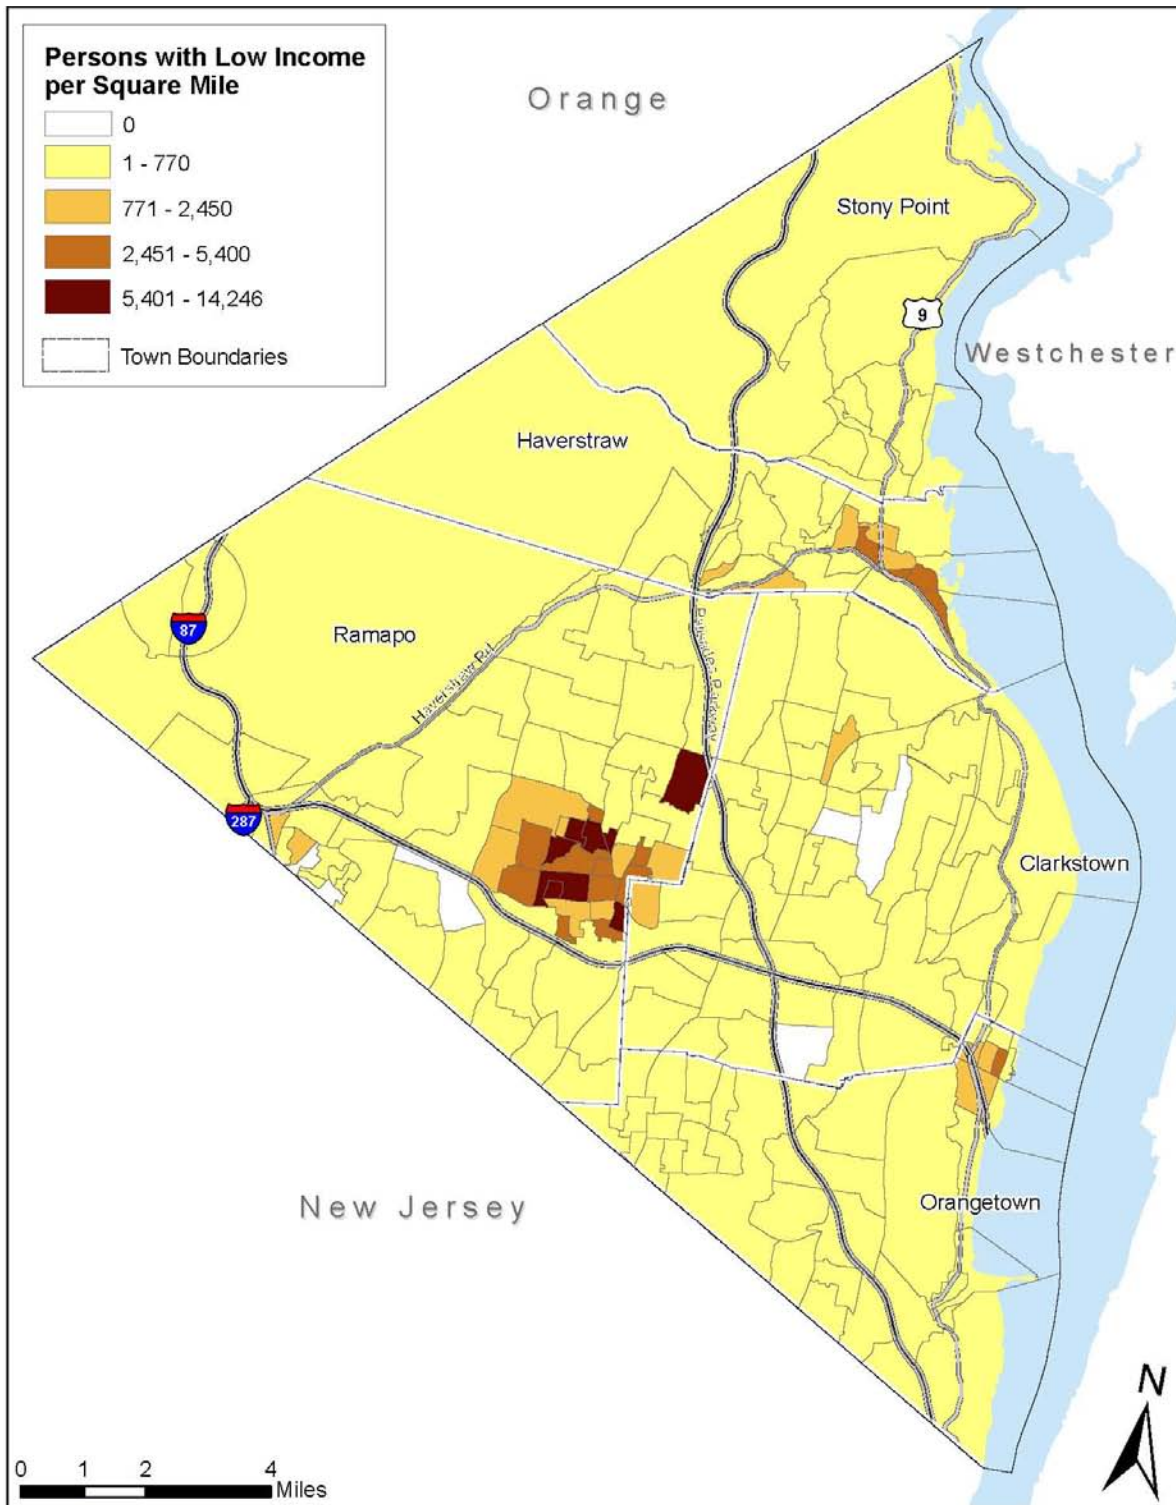 Persons with Low Income
per Square Mile
0
1 - 770
771 - 2,450
2,451 - 5,400
5,401 - 14,246
Town Boundaries
Orange
Stony Point
9
Westchester
Haverstraw
87
Ramapo
Haverstraw Rd
Palisades Parkway
287
Clarkstown
New Jersey
Orangetown
N
0 1 2 4
Miles